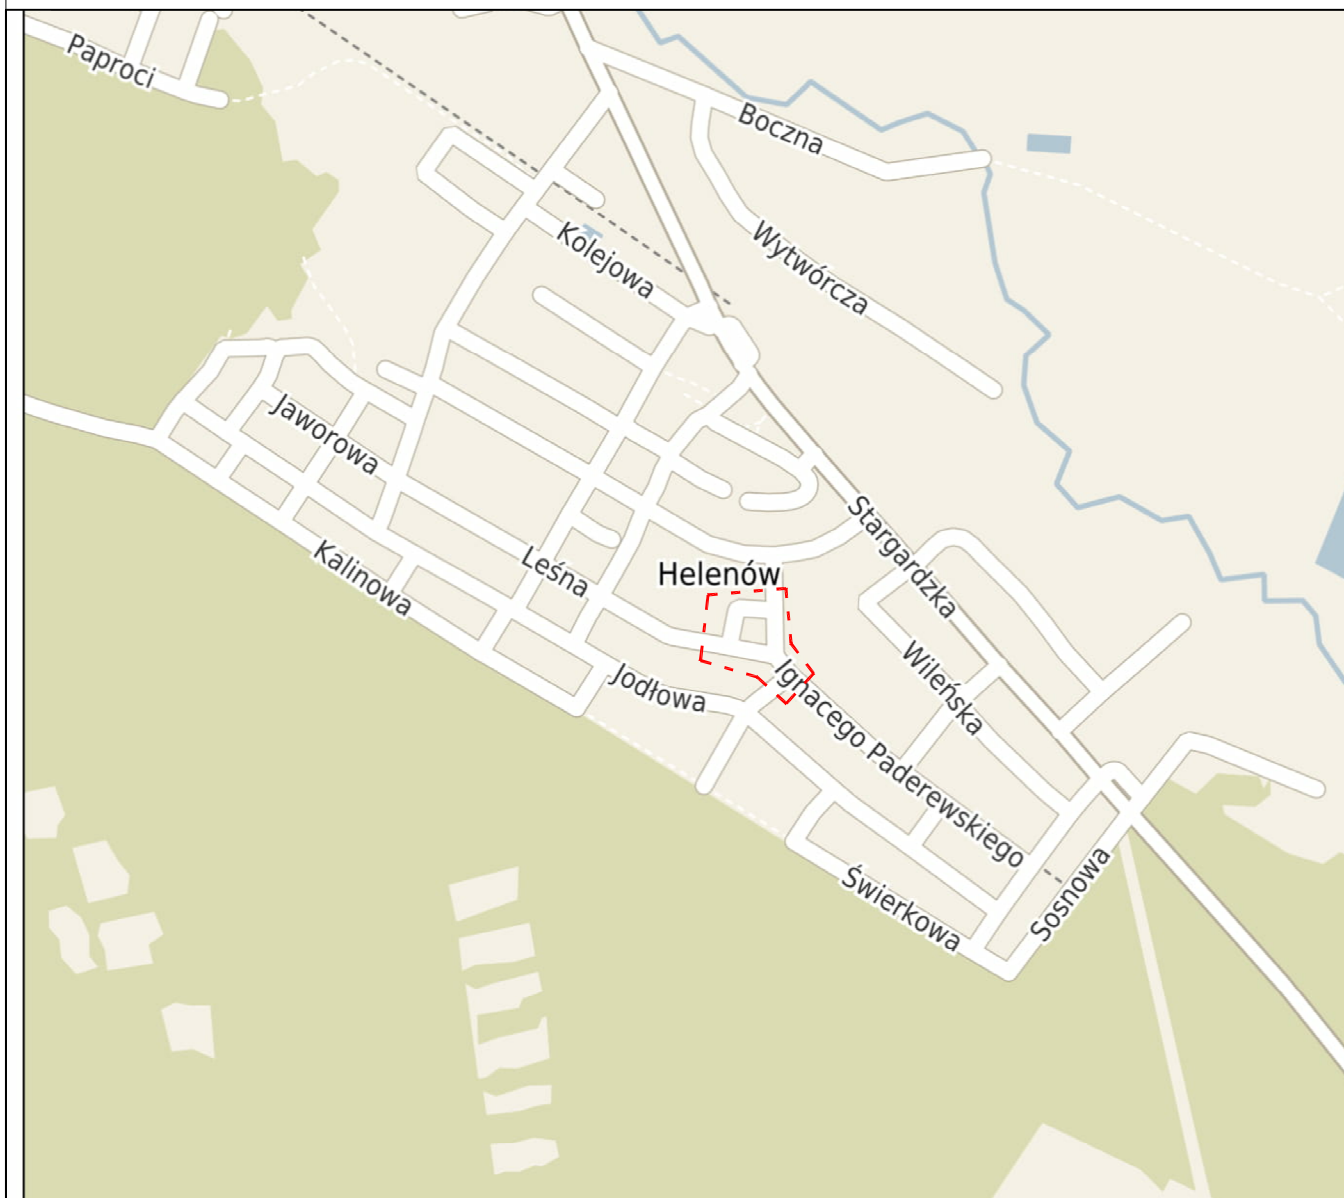 Paproci
Boczna
Kolejowa
Wytwórcza
Jaworowa
Stargardzka
Kalinowa
Leśna
Helenów
Jodłowa
Wileńska
Ignacego Paderewskiego
Świerkowa
Sosnowa